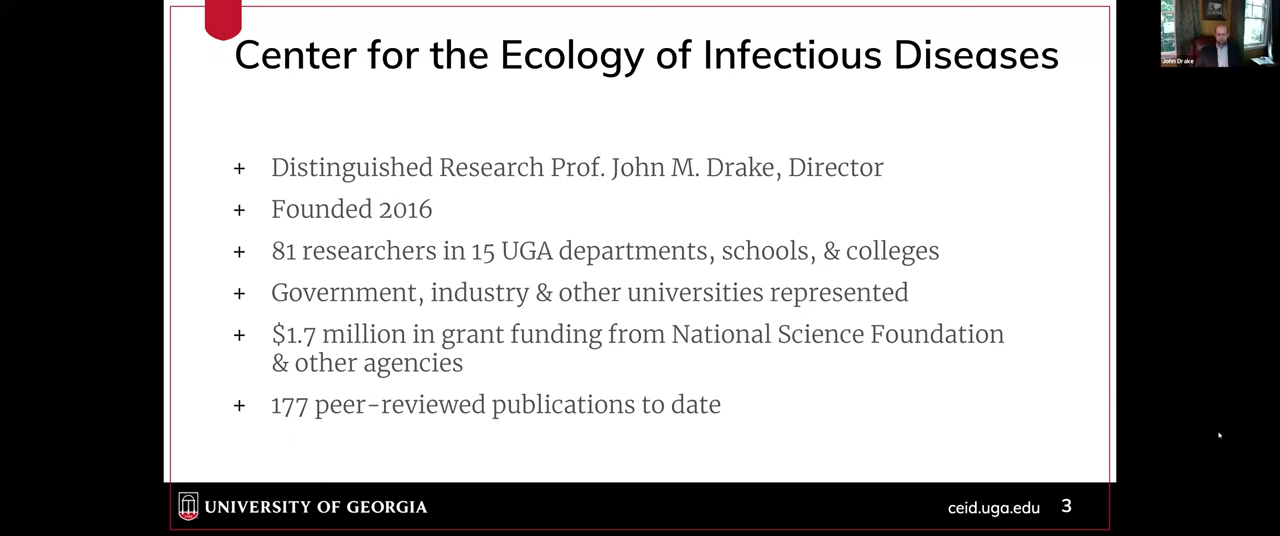 Center for the Ecology of Infectious Diseases
John Drake
+ Distinguished Research Prof. John M. Drake, Director
+ Founded 2016
+ 81 researchers in 15 UGA departments, schools, & colleges
+ Government, industry & other universities represented
+ $1.7 million in grant funding from National Science Foundation
& other agencies
+ 177 peer-reviewed publications to date
UNIVERSITY OF GEORGIA
ceid.uga.edu 3